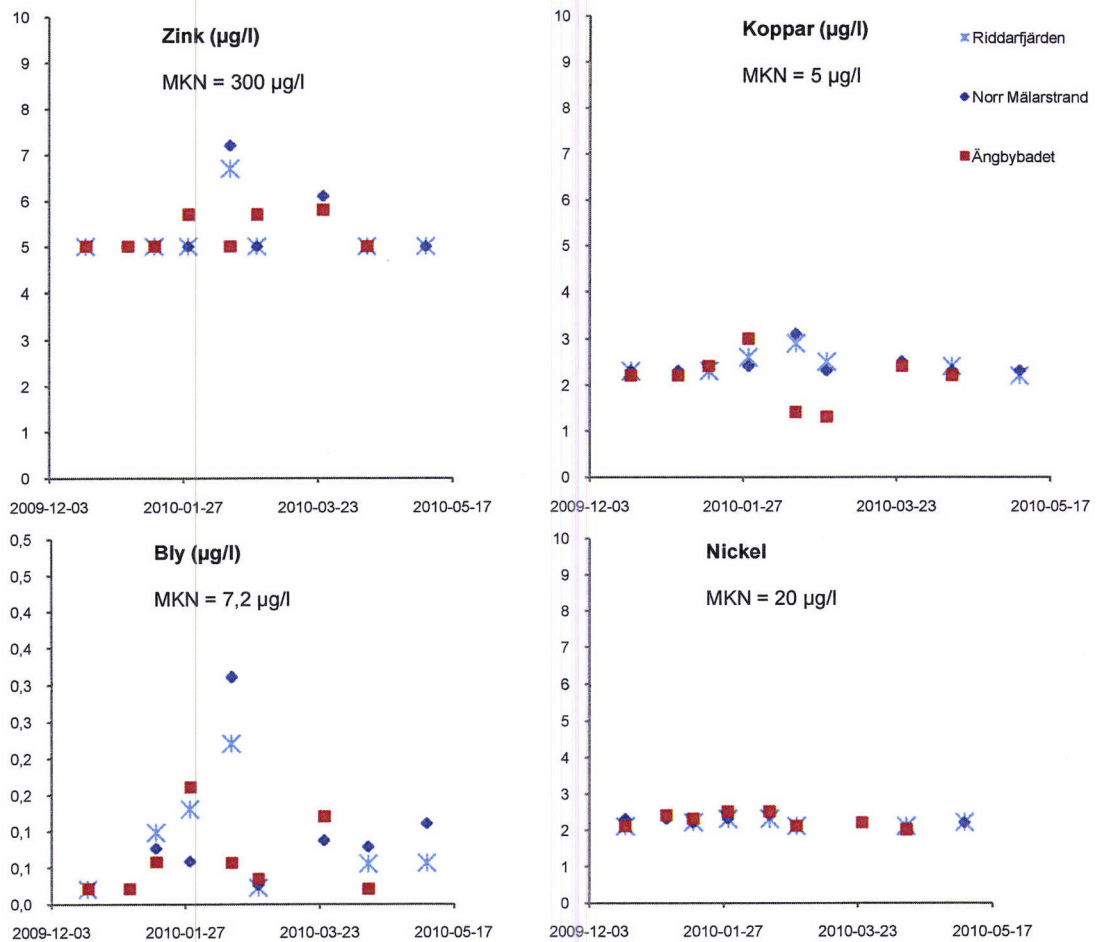 Zink (µg/l)
MKN = 300 µg/l
10
9
8
7
6
5
4
3
2
1
0
2009-12-03 2010-01-27 2010-03-23 2010-05-17
Koppar (µg/l)
MKN = 5 µg/l
Riddarfjärden
Norr Mälarstrand
Ängbybadet
10
9
8
7
6
5
4
3
2
1
0
2009-12-03 2010-01-27 2010-03-23 2010-05-17
Bly (µg/l)
MKN = 7,2 µg/l
0,5
0,5
0,4
0,4
0,3
0,3
0,2
0,2
0,1
0,1
0,0
2009-12-03 2010-01-27 2010-03-23 2010-05-17
Nickel
MKN = 20 µg/l
10
9
8
7
6
5
4
3
2
1
0
2009-12-03 2010-01-27 2010-03-23 2010-05-17